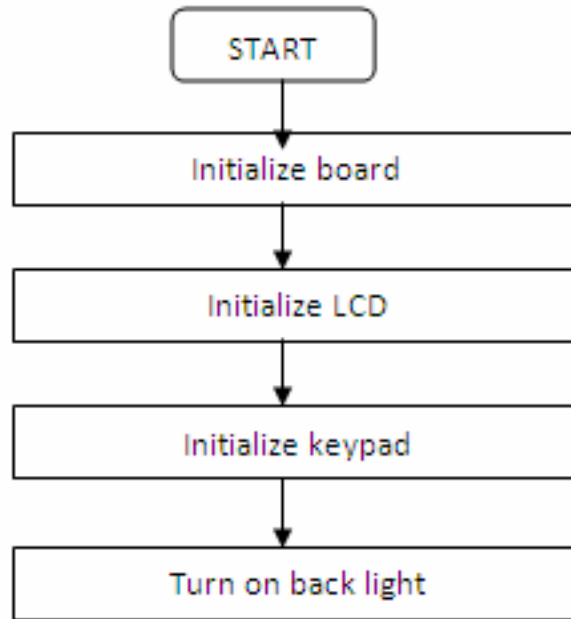 START
Initialize board
Initialize LCD
Initialize keypad
Turn on back light